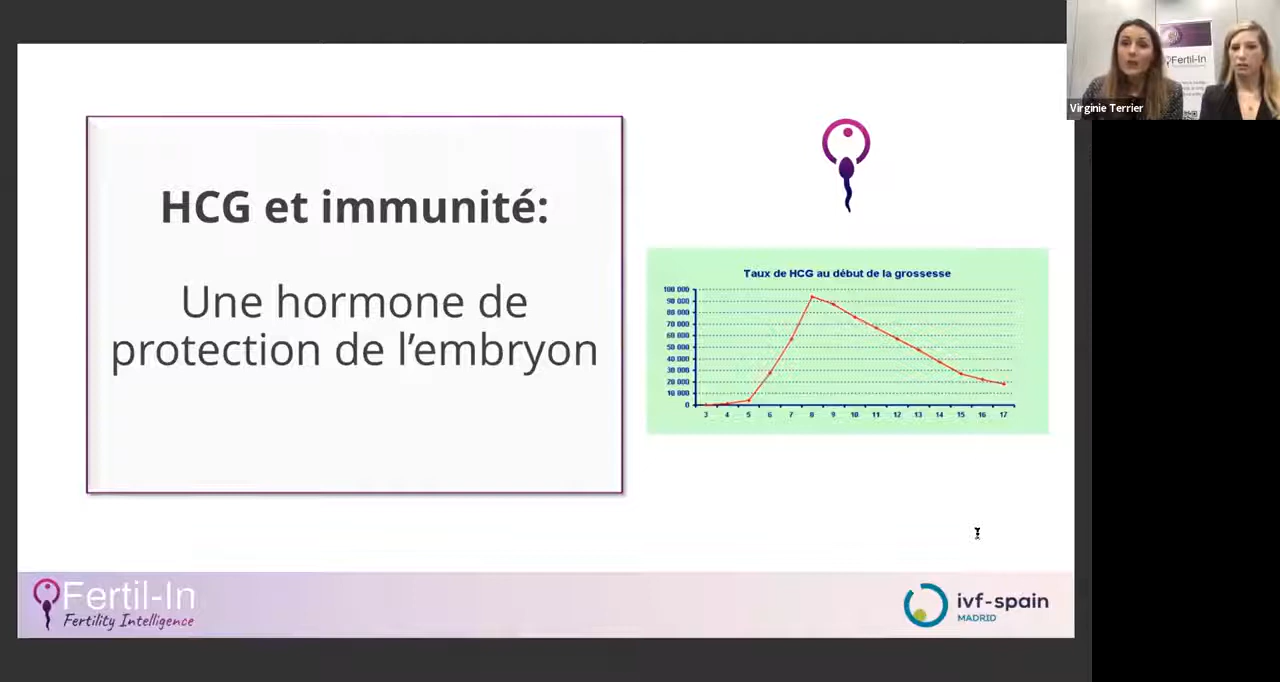 HCG et immunité:
Une hormone de
protection de l’embryon
Taux de HCG au début de la grossesse
100 000
90 000
80 000
70 000
60 000
50 000
40 000
30 000
20 000
10 000
0
3 4 5 6 7 8 9 10 11 12 13 14 15 16 17
Fertil-In
Fertility Intelligence
ivf-spain
MADRID
Fertil-In
Virginie Terrier